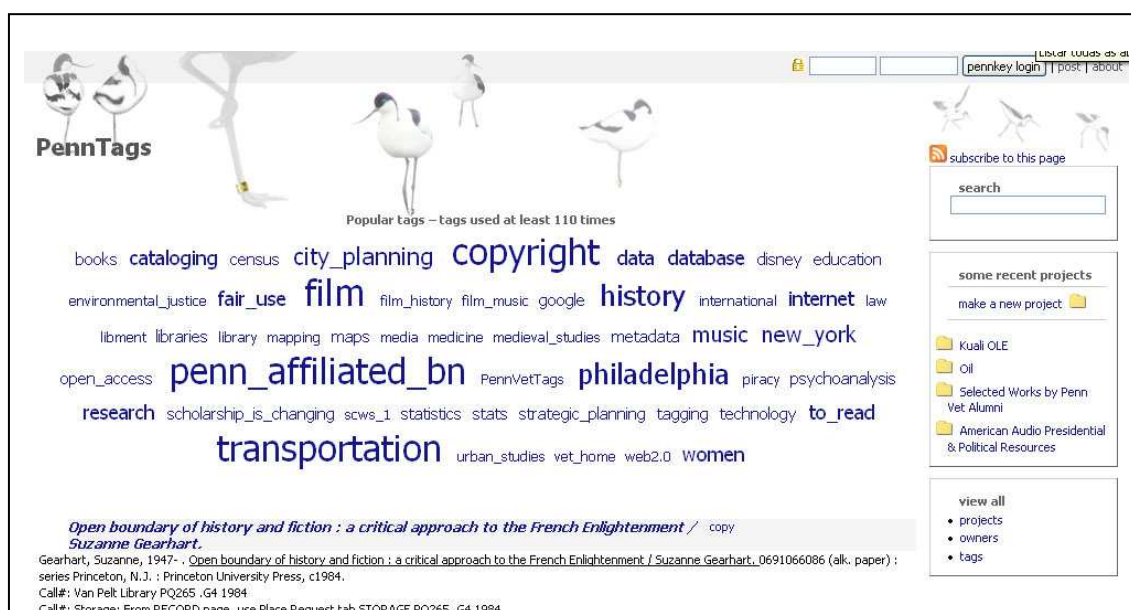 Listar todas as
pennkey login | post | about
PennTags
subscribe to this page
search
Popular tags – tags used at least 110 times
books cataloging census city_planning copyright data database disney education
environmental_justice fair_use film film_history film_music google history international internet law
libment libraries library mapping maps media medicine medieval_studies metadata music new_york
open_access penn_affiliated_bn PennVetTags philadelphia piracy psychoanalysis
research scholarship_is_changing scws_1 statistics stats strategic_planning tagging technology to_read
transportation urban_studies vet_home web2.0 women
some recent projects
make a new project
Kuali OLE
Oil
Selected Works by Penn
Vet Alumni
American Audio Presidential
& Political Resources
view all
• projects
• owners
• tags
Open boundary of history and fiction : a critical approach to the French Enlightenment / copy
Suzanne Gearhart.
Gearhart, Suzanne, 1947- . Open boundary of history and fiction : a critical approach to the French Enlightenment / Suzanne Gearhart. 0691066086 (alk. paper) :
series Princeton, N.J. : Princeton University Press, c1984.
Call#: Van Pelt Library PQ265 .G4 1984
Call#: Storage: From RECORD page, use Place Request tab STORAGE PQ265 .G4 1984